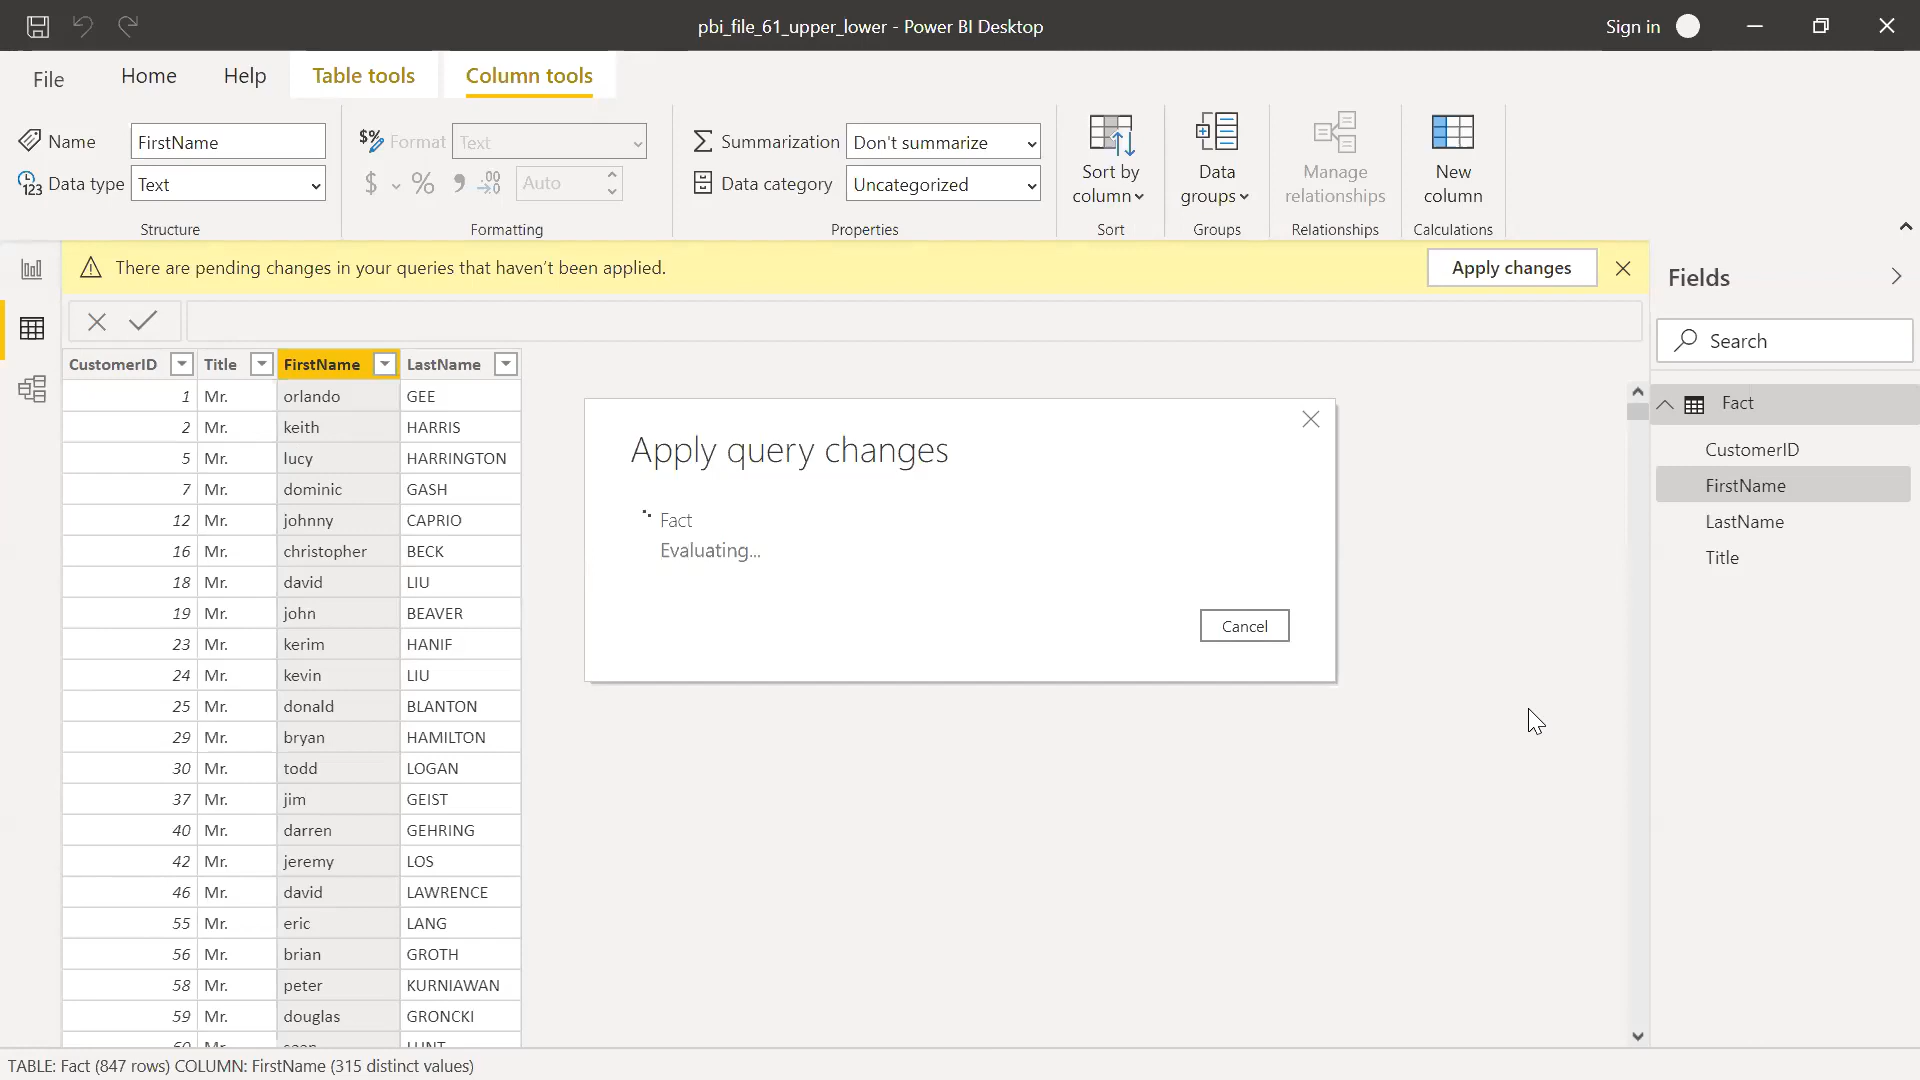 pbi_file_61_upper_lower - Power BI Desktop
Sign in
File
Home
Help
Table tools
Column tools
Name
FirstName
Data type
Text
Structure
$% Format
Text
$ % 9 .00
Auto
Formatting
Summarization
Don't summarize
Data category
Uncategorized
Properties
Sort by
column
Sort
Data
groups
Groups
Manage
relationships
Relationships
New
column
Calculations
There are pending changes in your queries that haven't been applied.
Apply changes
CustomerID Title FirstName LastName
1 Mr. orlando GEE
2 Mr. keith HARRIS
5 Mr. lucy HARRINGTON
7 Mr. dominic GASH
12 Mr. johnny CAPRIO
16 Mr. christopher BECK
18 Mr. david LIU
19 Mr. john BEAVER
23 Mr. kerim HANIF
24 Mr. kevin LIU
25 Mr. donald BLANTON
29 Mr. bryan HAMILTON
30 Mr. todd LOGAN
37 Mr. jim GEIST
40 Mr. darren GEHRING
42 Mr. jeremy LOS
46 Mr. david LAWRENCE
55 Mr. eric LANG
56 Mr. brian GROTH
58 Mr. peter KURNIAWAN
59 Mr. douglas GRONCKI
Apply query changes
Fact
Evaluating...
Cancel
Fields
Search
Fact
CustomerID
FirstName
LastName
Title
TABLE: Fact (847 rows) COLUMN: FirstName (315 distinct values)